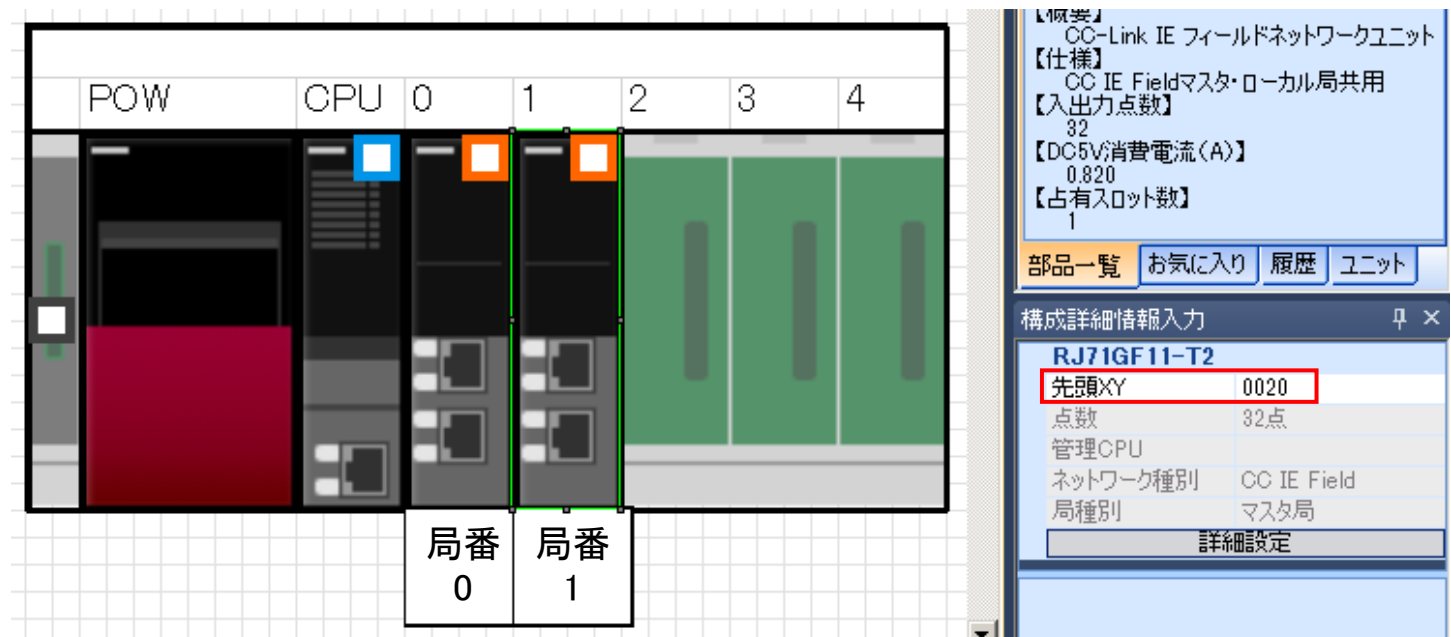 POW CPU 0 1 2 3 4
局番 局番
0 1
【概要】
CC-Link IE フィールドネットワークユニット
【仕様】
CC IE Fieldマスタ・ローカル局共用
【入出力点数】
32
【DC5V消費電流(A)】
0.820
【占有スロット数】
1
部品一覧 お気に入り 履歴 ユニット
構成詳細情報入力
RJ71GF11-T2
先頭XY 0020
点数 32点
管理CPU
ネットワーク種別 CC IE Field
局種別 マスタ局
詳細設定